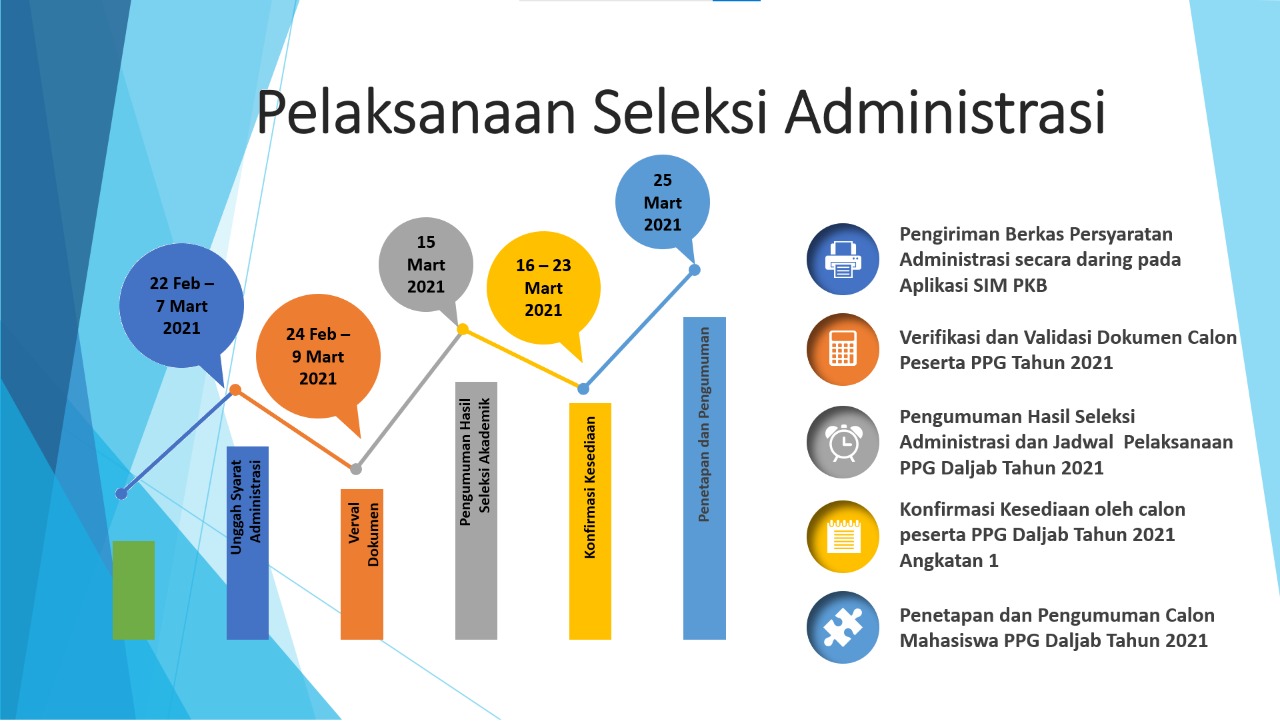 Pelaksanaan Seleksi Administrasi
22 Feb –
7 Mart
2021
24 Feb –
9 Mart
2021
15
Mart
2021
16 – 23
Mart
2021
25
Mart
2021
Unggah Syarat
Administrasi
Verval
Dokumen
Pengumuman Hasil
Seleksi Akademik
Konfirmasi Kesediaan
Penetapan dan Pengumuman
Pengiriman Berkas Persyaratan
Administrasi secara daring pada
Aplikasi SIM PKB
Verifikasi dan Validasi Dokumen Calon
Peserta PPG Tahun 2021
Pengumuman Hasil Seleksi
Administrasi dan Jadwal  Pelaksanaan
PPG Daljab Tahun 2021
Konfirmasi Kesediaan oleh calon
peserta PPG Daljab Tahun 2021
Angkatan 1
Penetapan dan Pengumuman Calon
Mahasiswa PPG Daljab Tahun 2021